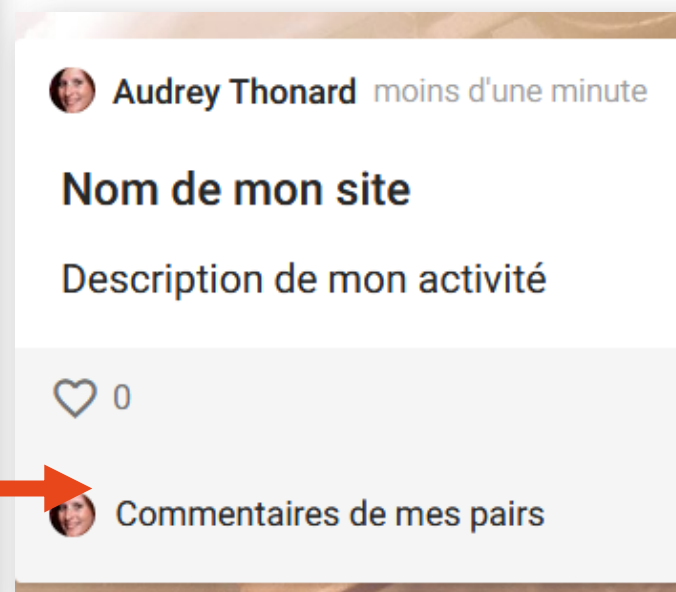 Audrey Thonard moins d'une minute
Nom de mon site
Description de mon activité
0
Commentaires de mes pairs